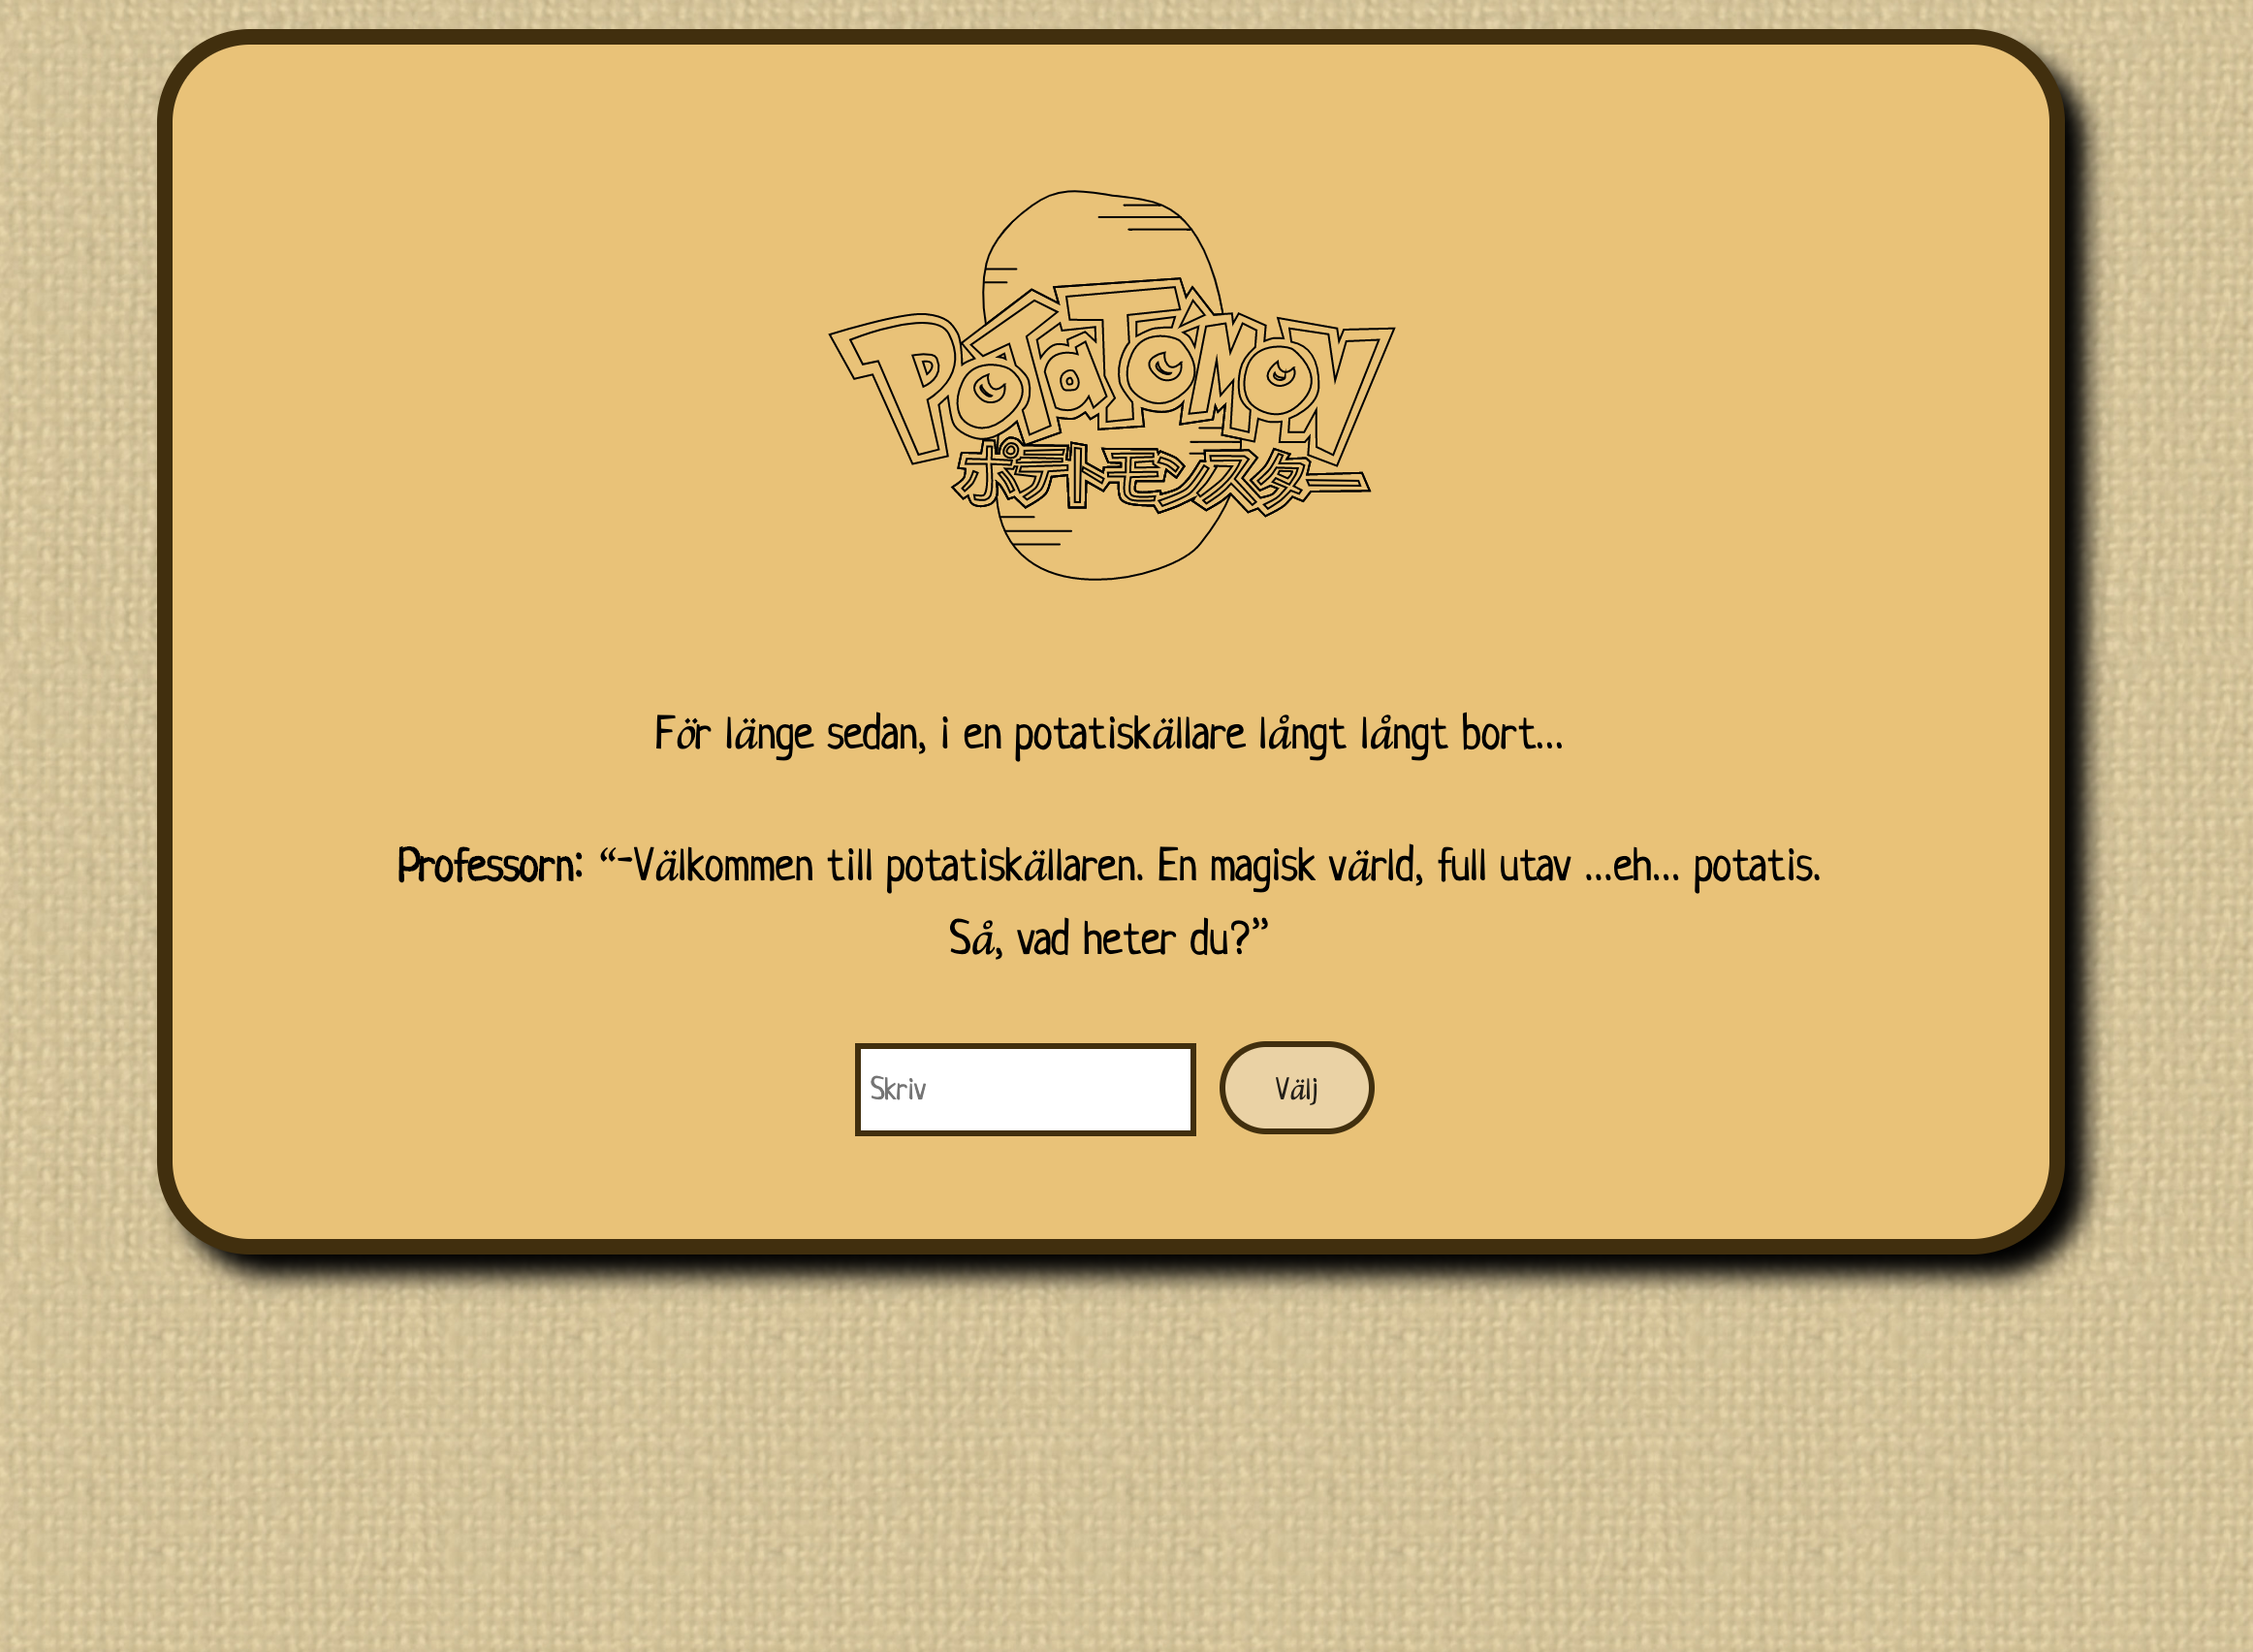 PoTaToMoN
ポテトモンスター
För länge sedan, i en potatiskällare långt långt bort...
Professorn: “-Välkommen till potatiskällaren. En magisk värld, full utav ...eh... potatis.
Så, vad heter du?”
Skriv
Välj